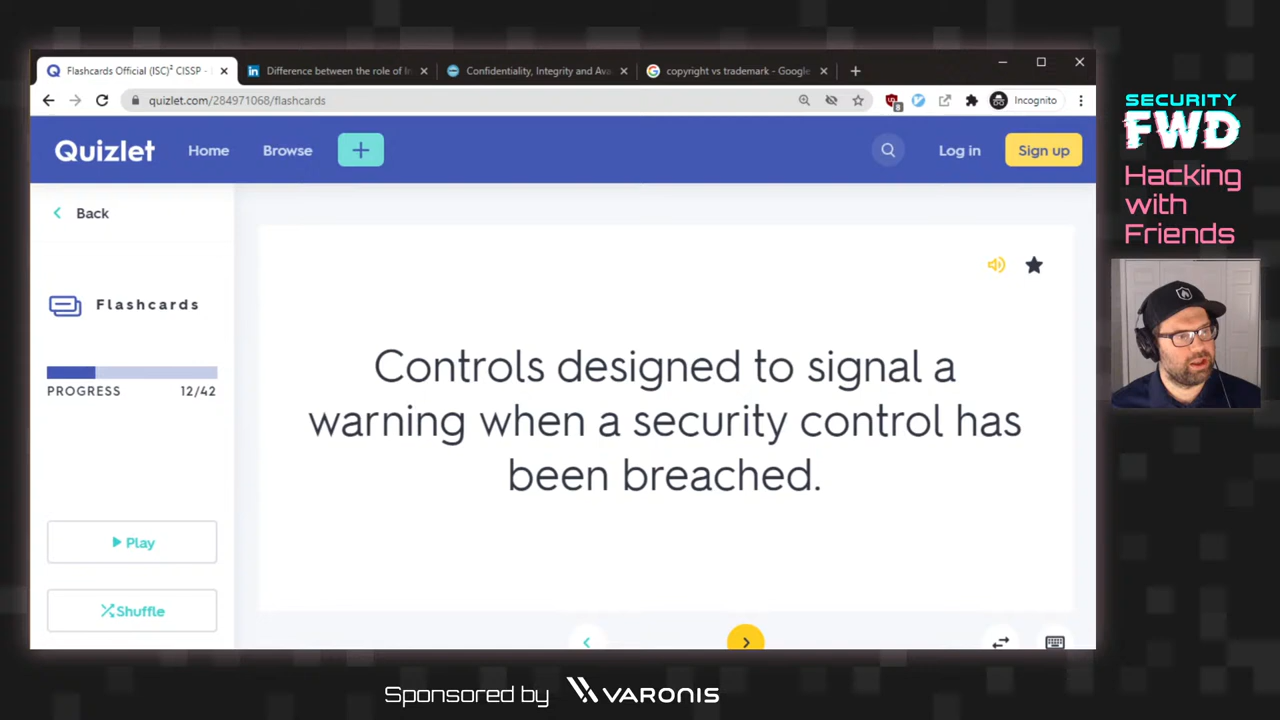 Flashcards Official (ISC)² CISSP -
Difference between the role of I
Confidentiality, Integrity and Ava
copyright vs trademark - Google
quizlet.com/284971068/flashcards
8
Incognito
SECURITY
FWD
Hacking
with
Friends
Quizlet
Home
Browse
Log in
Sign up
Back
Flashcards
PROGRESS 12/42
Controls designed to signal a
warning when a security control has
been breached.
Play
Shuffle
Sponsored by VARONIS